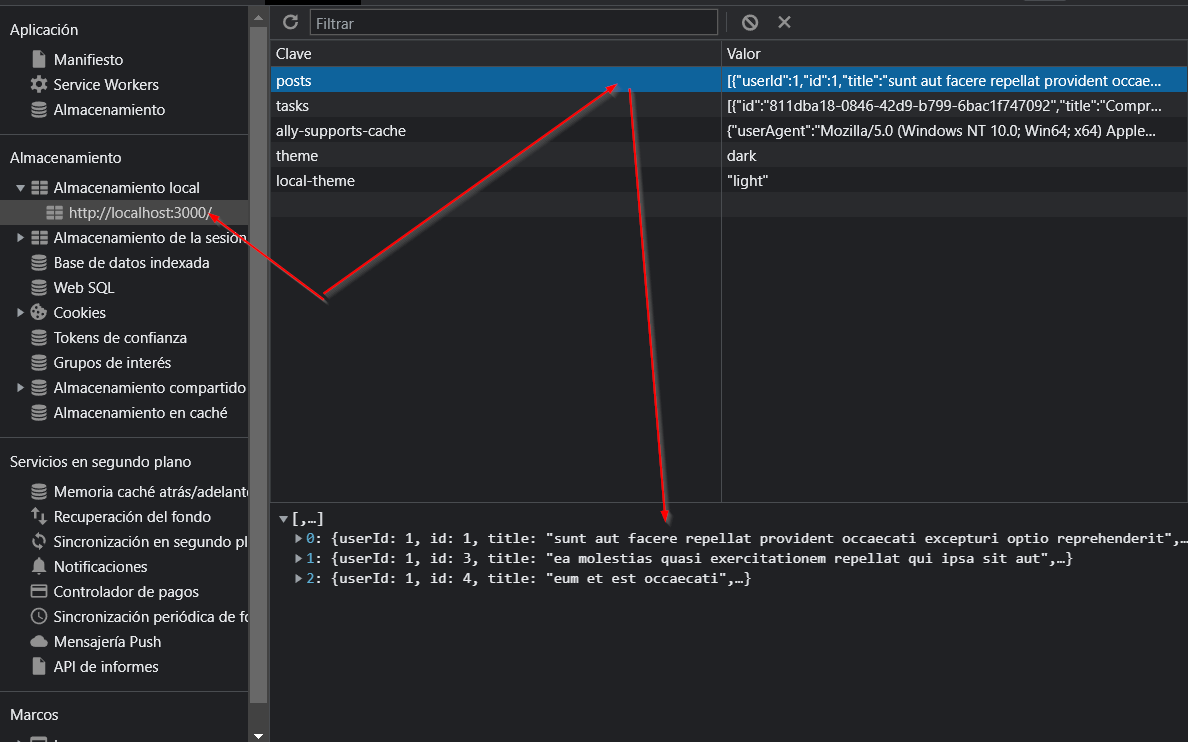 Aplicación
Manifiesto
Service Workers
Almacenamiento
Almacenamiento
Almacenamiento local
http://localhost:3000/
Almacenamiento de la sesión
Base de datos indexada
Web SQL
Cookies
Tokens de confianza
Grupos de interés
Almacenamiento compartido
Almacenamiento en caché
Servicios en segundo plano
Memoria caché atrás/adelante
Recuperación del fondo
Sincronización en segundo pl
Notificaciones
Controlador de pagos
Sincronización periódica de fo
Mensajería Push
API de informes
Marcos
Filtrar
Clave Valor
posts [{"userId":1,"id":1,"title":"sunt aut facere repellat provident occae...
tasks [{"id":"811dba18-0846-42d9-b799-6bac1f747092","title":"Compr...
ally-supports-cache {"userAgent":"Mozilla/5.0 (Windows NT 10.0; Win64; x64) Apple...
theme dark
local-theme "light"
[,…]
0: {userId: 1, id: 1, title: "sunt aut facere repellat provident occaecati excepturi optio reprehenderit",…
1: {userId: 1, id: 3, title: "ea molestias quasi exercitationem repellat qui ipsa sit aut",…}
2: {userId: 1, id: 4, title: "eum et est occaecati",…}